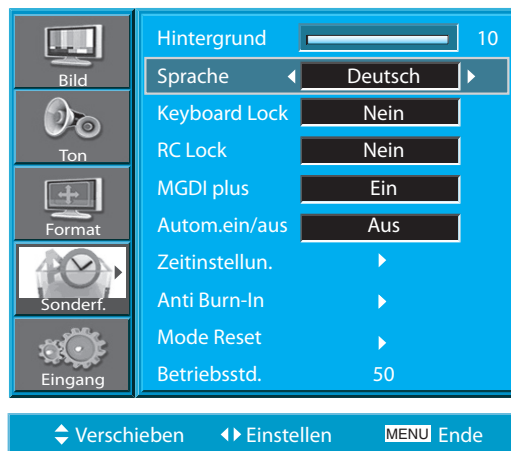 Bild
Ton
Format
Sonderf.
Eingang
Hintergrund 10
Sprache Deutsch
Keyboard Lock Nein
RC Lock Nein
MGDI plus Ein
Autom.ein/aus Aus
Zeitinstellun.
Anti Burn-In
Mode Reset
Betriebsstd. 50
Verschieben Einstellen MENU Ende